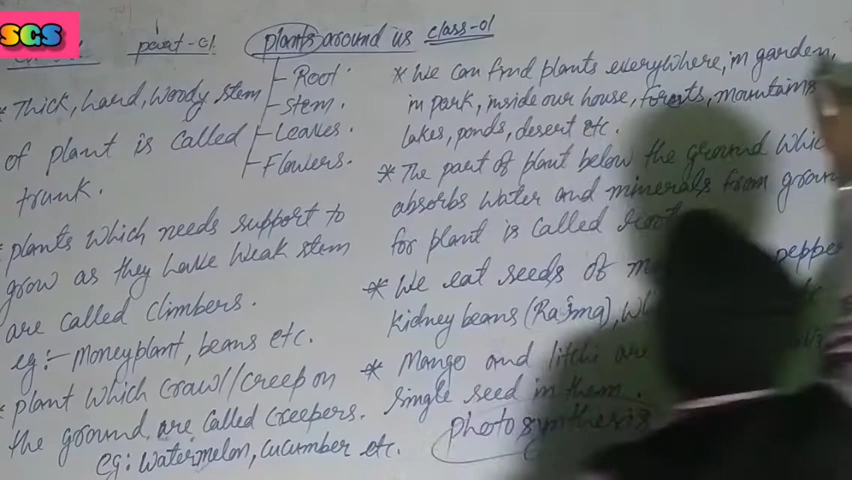 SGS
part-01
plants around us class-01
Root
Stem.
Leaves.
Flowers.
* Thick, hard, woody stem
of plant is called
trunk.
plants which needs support to
grow as they have weak stem
are called climbers.
eg:- Moneyplant, beans etc.
plant which crawl/creep on
the ground are called creepers.
eg: watermelon, cucumber etc.
* We can find plants everywhere, in garden,
in park, inside our house, forests, mountains
lakes, ponds, desert etc.
* The part of plant below the ground
absorbs water and minerals from
for plant is called root
* We eat seeds of pepper
kidney beans (Rajma),
* Mango and litchi are
single seed in them.
photosynthesis